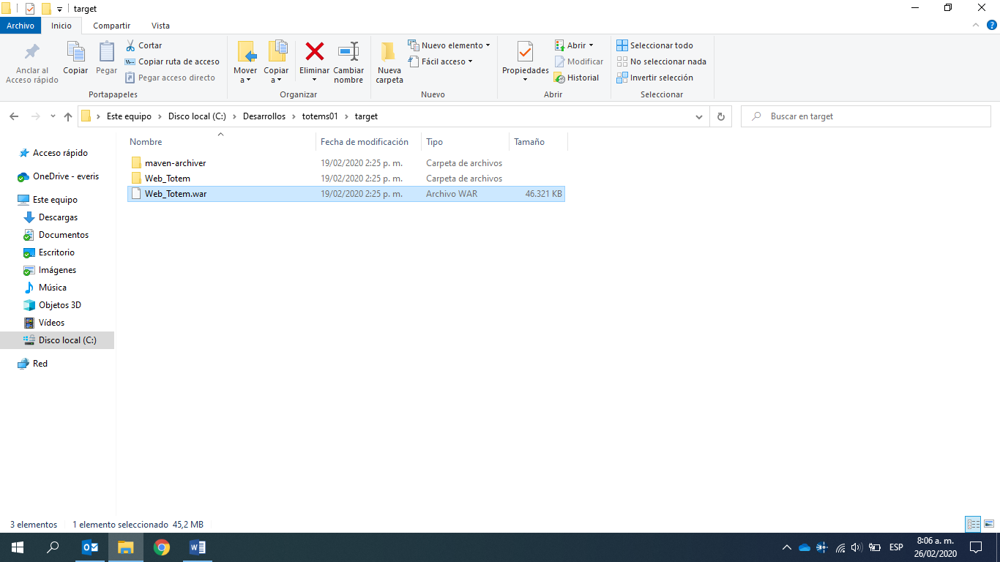 target
Archivo Inicio Compartir Vista
Anclar al Acceso rápido
Copiar
Pegar
Cortar
Copiar ruta de acceso
Pegar acceso directo
Portapapeles
Mover a
Copiar a
Eliminar
Cambiar nombre
Organizar
Nueva carpeta
Nuevo elemento
Fácil acceso
Nuevo
Propiedades
Abrir
Modificar
Historial
Abrir
Seleccionar todo
No seleccionar nada
Invertir selección
Seleccionar
Este equipo > Disco local (C:) > Desarrollos > totems01 > target
Buscar en target
Acceso rápido
OneDrive - everis
Este equipo
Descargas
Documentos
Escritorio
Imágenes
Música
Objetos 3D
Vídeos
Disco local (C:)
Red
Nombre Fecha de modificación Tipo Tamaño
maven-archiver 19/02/2020 2:25 p. m. Carpeta de archivos
Web_Totem 19/02/2020 2:25 p. m. Carpeta de archivos
Web_Totem.war 19/02/2020 2:25 p. m. Archivo WAR 46.321 KB
3 elementos 1 elemento seleccionado 45,2 MB
ESP
8:06 a. m.
26/02/2020